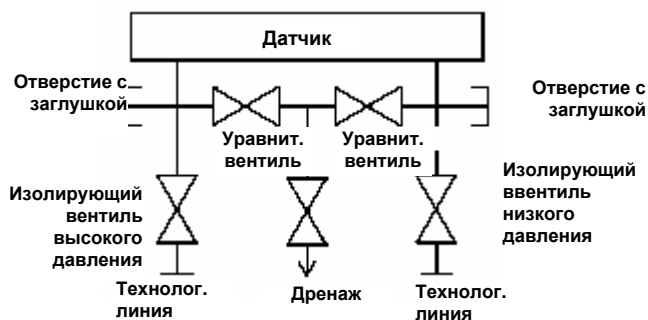 Датчик
Отверстие с
заглушкой
Отверстие с
заглушкой
Уравнит.
вентиль
Уравнит.
вентиль
Изолирующий
вентиль
высокого
давления
Изолирующий
ввентиль
низкого
давления
Технолог.
линия
Дренаж
Технолог.
линия